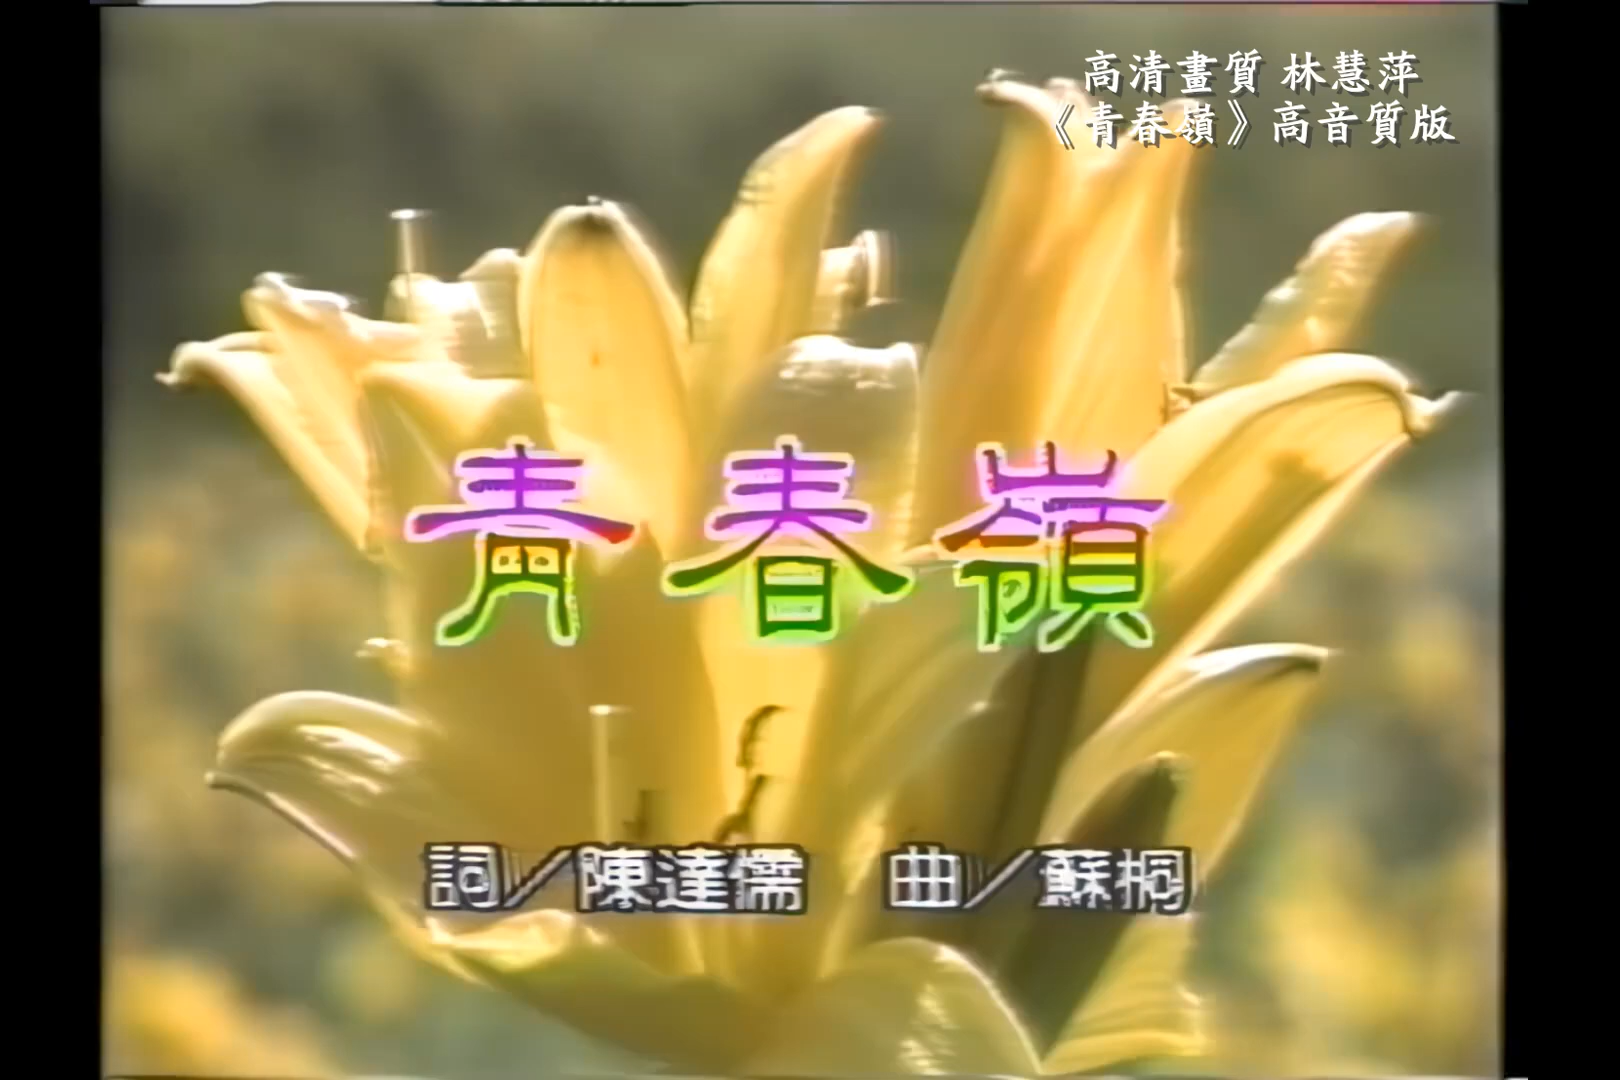 高清畫質 林慧萍
《青春嶺》高音質版
青春嶺
詞／陳達儒 曲／蘇桐